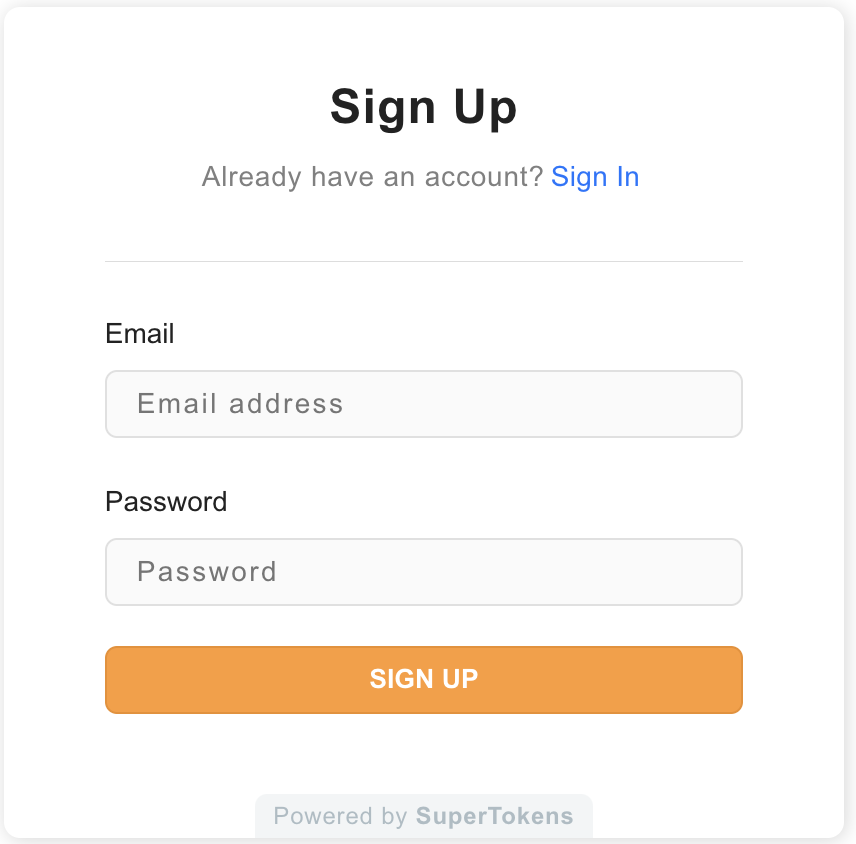 Sign Up
Already have an account? Sign In
Email
Email address
Password
Password
SIGN UP
Powered by SuperTokens